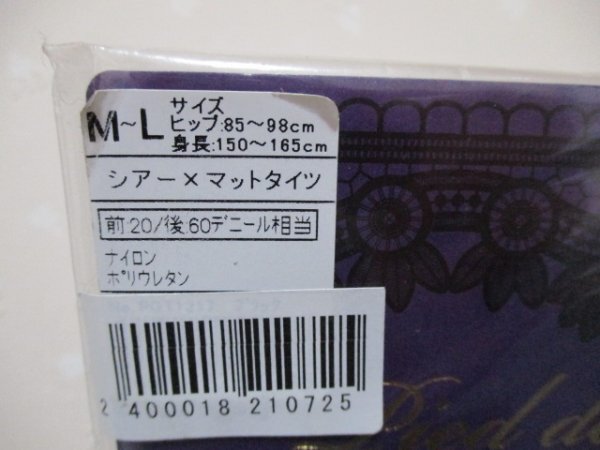 M~L
サイズ
ヒップ:85～98cm
身長:150～165cm
シアー×マットタイツ
前:20/後:60デニール相当
ナイロン
ポリウレタン
2 400018 210725
Pied d